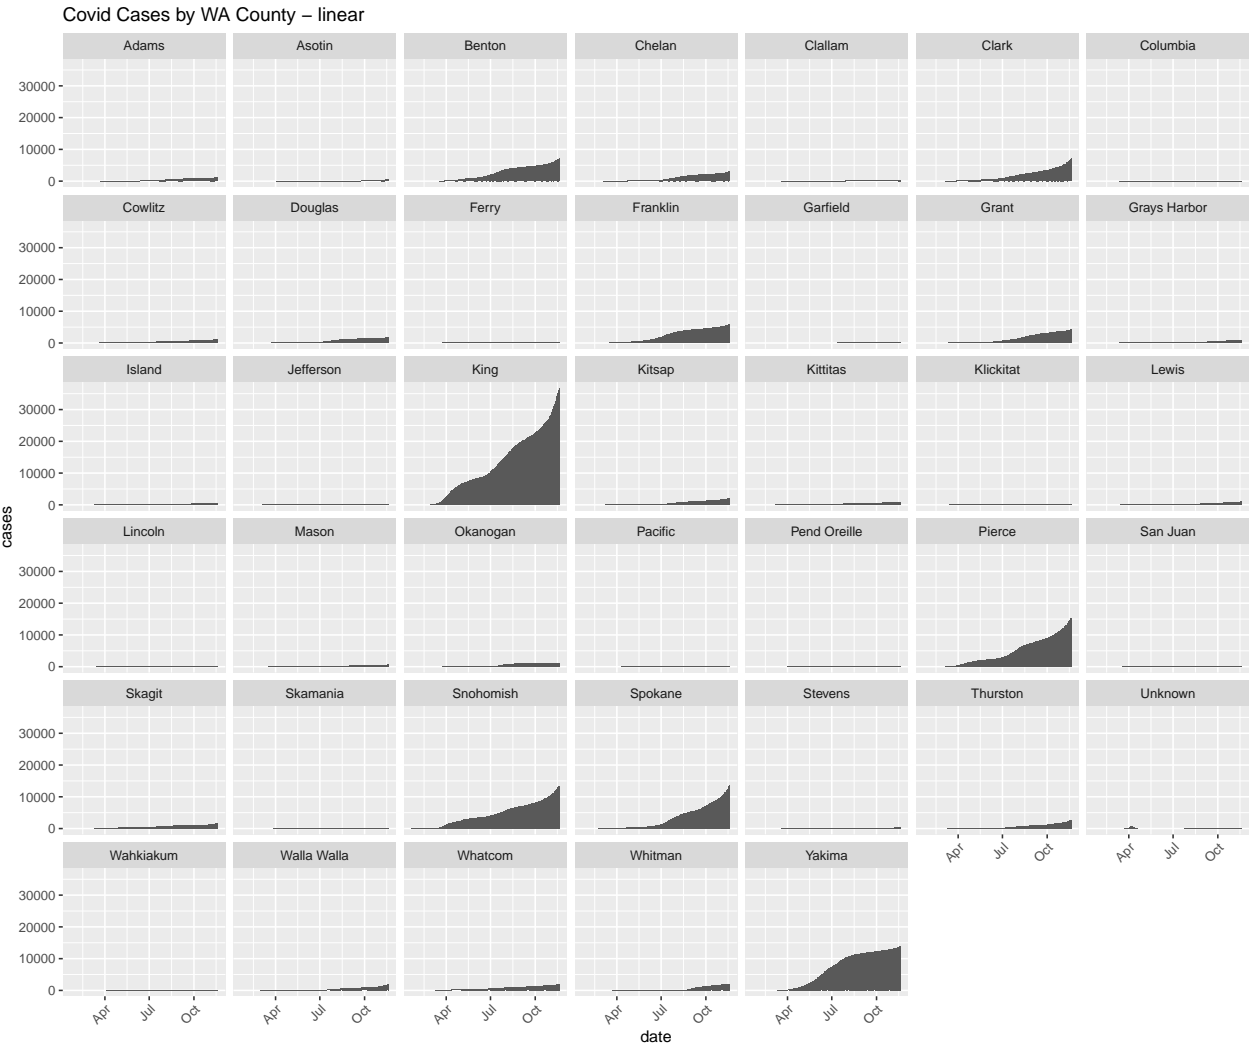 Covid Cases by WA County – linear
Adams Asotin Benton Chelan Clallam Clark Columbia
30000
20000
10000
0
Cowlitz Douglas Ferry Franklin Garfield Grant Grays Harbor
30000
20000
10000
0
Island Jefferson King Kitsap Kittitas Klickitat Lewis
30000
20000
10000
0
Lincoln Mason Okanogan Pacific Pend Oreille Pierce San Juan
cases
30000
20000
10000
0
Skagit Skamania Snohomish Spokane Stevens Thurston Unknown
30000
20000
10000
0
Apr Jul Oct Apr Jul Oct
Wahkiakum Walla Walla Whatcom Whitman Yakima
30000
20000
10000
0
Apr Jul Oct Apr Jul Oct Apr Jul Oct Apr Jul Oct Apr Jul Oct
date